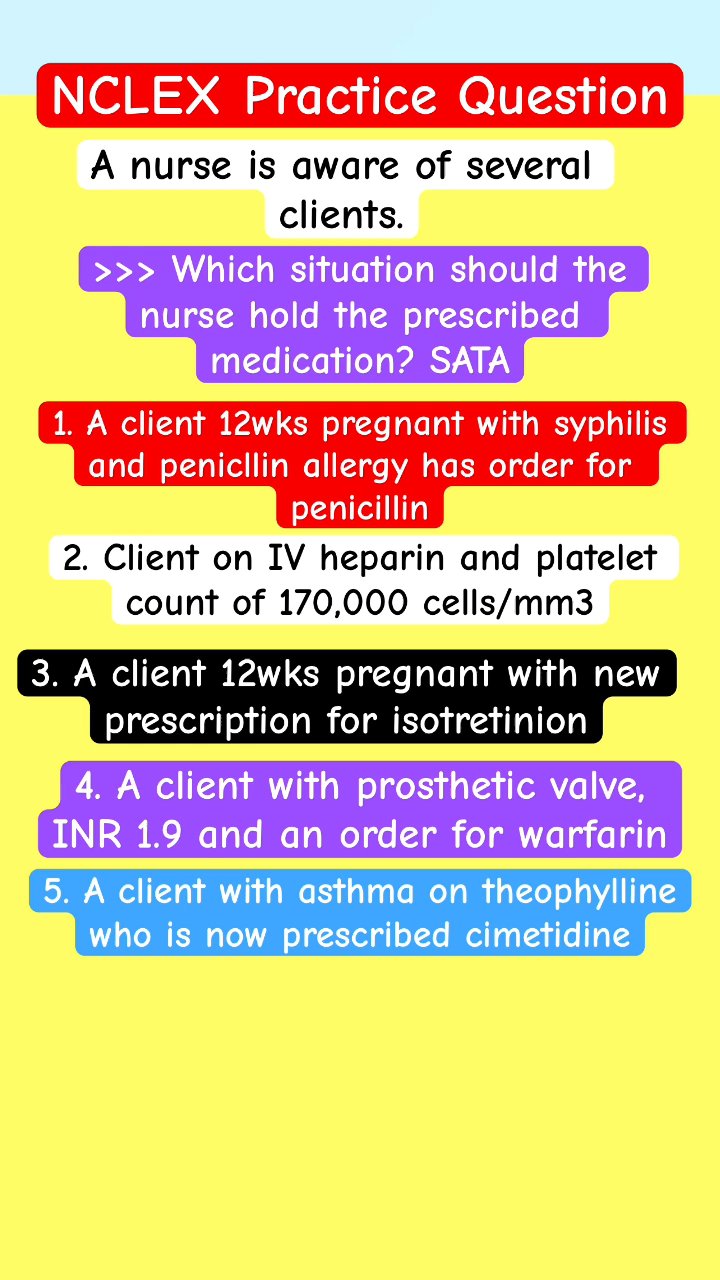 NCLEX Practice Question
A nurse is aware of several
clients.
>>> Which situation should the
nurse hold the prescribed
medication? SATA
1. A client 12wks pregnant with syphilis
and penicllin allergy has order for
penicillin
2. Client on IV heparin and platelet
count of 170,000 cells/mm3
3. A client 12wks pregnant with new
prescription for isotretinion
4. A client with prosthetic valve,
INR 1.9 and an order for warfarin
5. A client with asthma on theophylline
who is now prescribed cimetidine